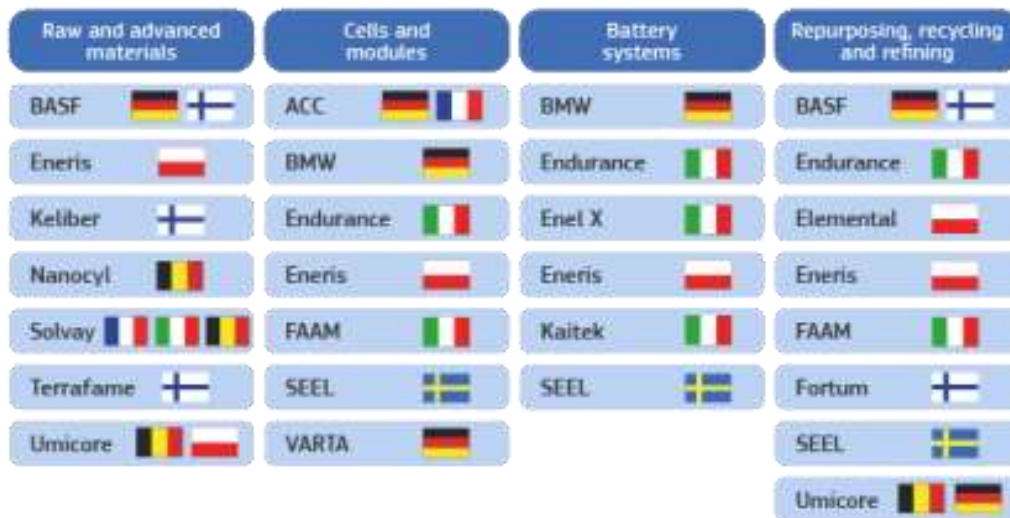 Raw and advanced
materials
BASF
Eneris
Keliber
Nanocyl
Solvay
Terrafame
Umicore
Cells and
modules
ACC
BMW
Endurance
Eneris
FAAM
SEEL
VARTA
Battery
systems
BMW
Endurance
Enel X
Eneris
Kaitek
SEEL
Repurposing, recycling
and refining
BASF
Endurance
Elemental
Eneris
FAAM
Fortum
SEEL
Umicore